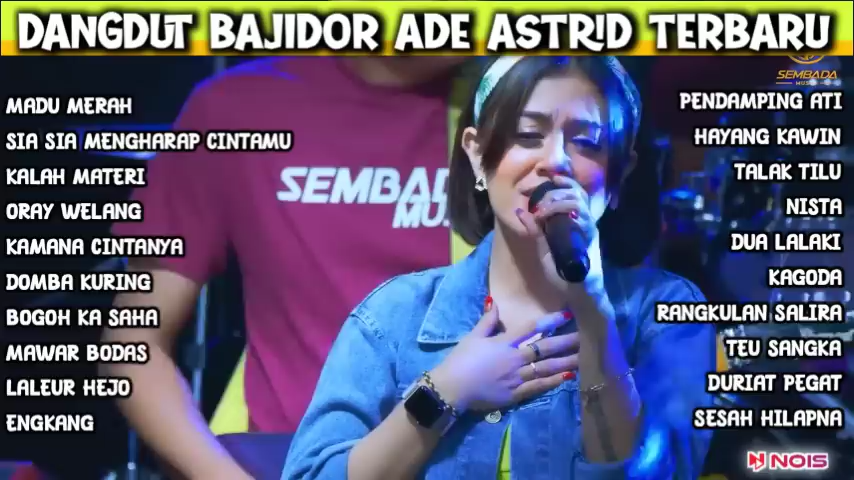 DANGDUT BAJIDOR ADE ASTRID TERBARU
SEMBADA
MADU MERAH
SIA SIA MENGHARAP CINTAMU
KALAH MATERI
ORAY WELANG
KAMANA CINTANYA
DOMBA KURING
BOGOH KA SAHA
MAWAR BODAS
LALEUR HEJO
ENGKANG
SEMBAD
MU
PENDAMPING ATI
HAYANG KAWIN
TALAK TILU
NISTA
DUA LALAKI
KAGODA
RANGKULAN SALIRA
TEU SANGKA
DURIAT PEGAT
SESAH HILAPNA
NOIS